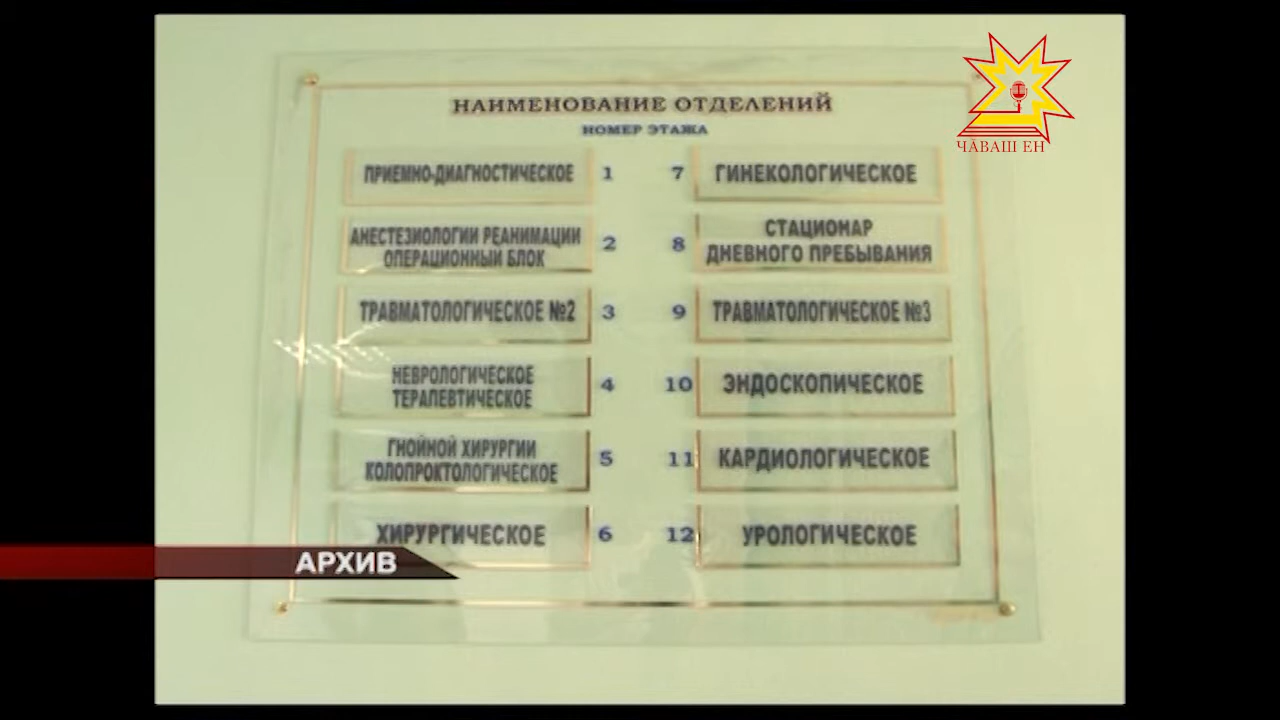 ЧӐВАШ ЕН
НАИМЕНОВАНИЕ ОТДЕЛЕНИЙ
НОМЕР ЭТАЖА
ПРИЕМНО-ДИАГНОСТИЧЕСКОЕ 1
7 ГИНЕКОЛОГИЧЕСКОЕ
АНЕСТЕЗИОЛОГИИ РЕАНИМАЦИИ
ОПЕРАЦИОННЫЙ БЛОК
2
8
СТАЦИОНАР
ДНЕВНОГО ПРЕБЫВАНИЯ
ТРАВМАТОЛОГИЧЕСКОЕ №2 3
9 ТРАВМАТОЛОГИЧЕСКОЕ №3
НЕВРОЛОГИЧЕСКОЕ
ТЕРАПЕВТИЧЕСКОЕ
4
10 ЭНДОСКОПИЧЕСКОЕ
ГНОЙНОЙ ХИРУРГИИ
КОЛОПРОКТОЛОГИЧЕСКОЕ
5
11 КАРДИОЛОГИЧЕСКОЕ
ХИРУРГИЧЕСКОЕ 6
12 УРОЛОГИЧЕСКОЕ
АРХИВ